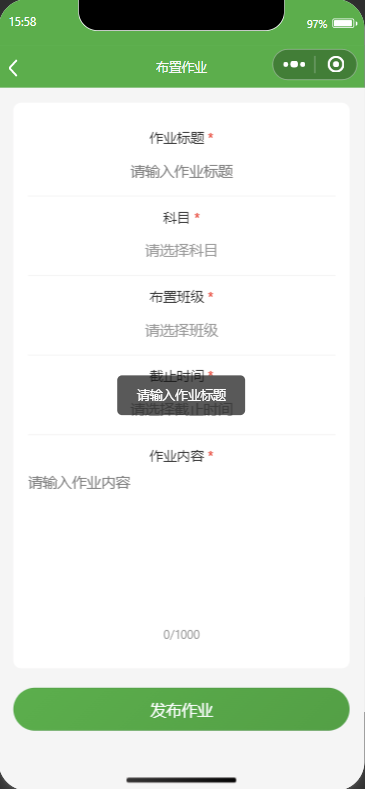 15:58
97%
布置作业
作业标题 *
请输入作业标题
科目 *
请选择科目
布置班级 *
请选择班级
截止时间 *
请输入作业标题
请选择截止时间
作业内容 *
请输入作业内容
0/1000
发布作业